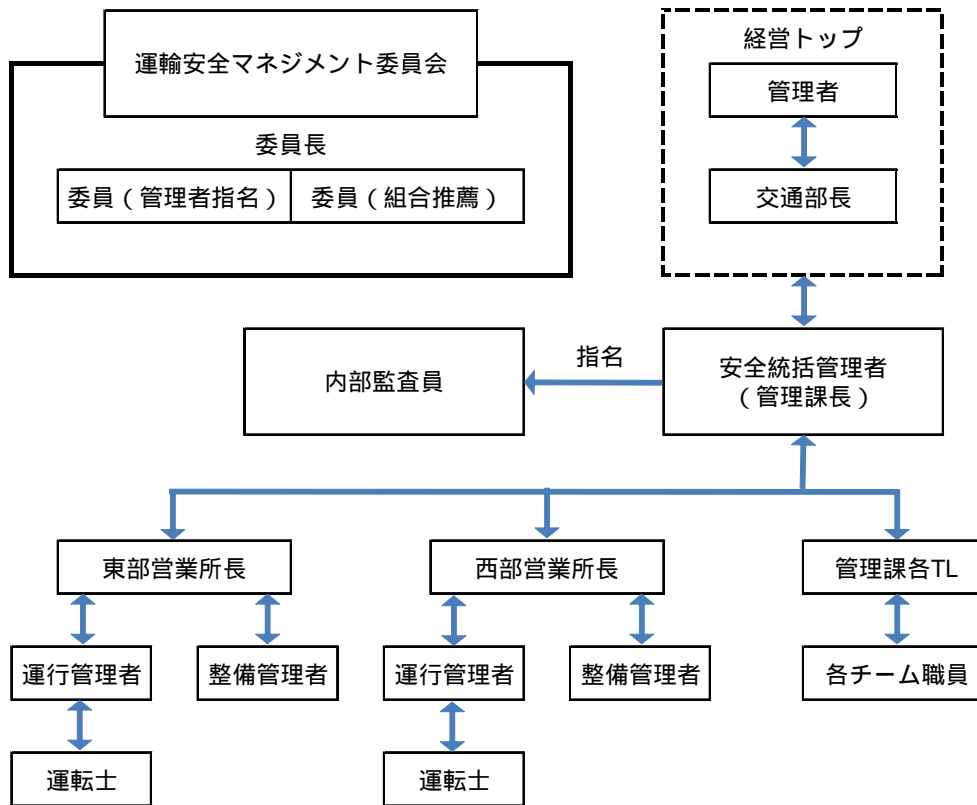 運輸安全マネジメント委員会
委員長
委員（管理者指名）
委員（組合推薦）
経営トップ
管理者
交通部長
内部監査員
指名
安全統括管理者
（管理課長）
東部営業所長
西部営業所長
管理課各TL
運行管理者
整備管理者
運行管理者
整備管理者
各チーム職員
運転士
運転士